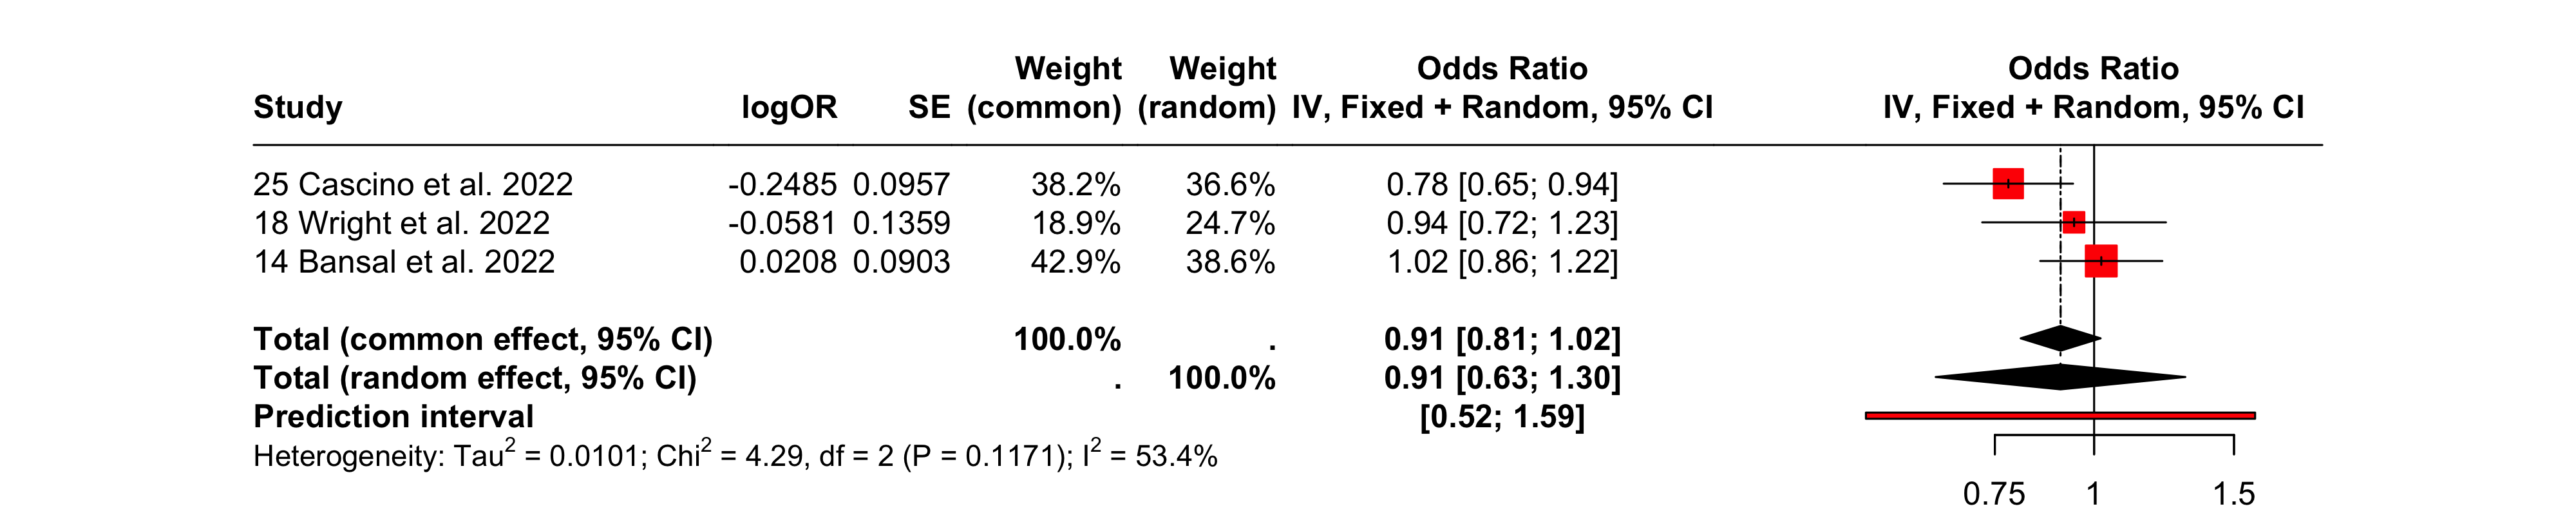 Weight Weight Odds Ratio Odds Ratio
Study logOR SE (common) (random) IV, Fixed + Random, 95% CI IV, Fixed + Random, 95% CI
25 Cascino et al. 2022 -0.2485 0.0957 38.2% 36.6% 0.78 [0.65; 0.94]
18 Wright et al. 2022 -0.0581 0.1359 18.9% 24.7% 0.94 [0.72; 1.23]
14 Bansal et al. 2022 0.0208 0.0903 42.9% 38.6% 1.02 [0.86; 1.22]
Total (common effect, 95% CI) 100.0% . 0.91 [0.81; 1.02]
Total (random effect, 95% CI) . 100.0% 0.91 [0.63; 1.30]
Prediction interval [0.52; 1.59]
Heterogeneity: Tau² = 0.0101; Chi² = 4.29, df = 2 (P = 0.1171); I² = 53.4%
0.75 1 1.5